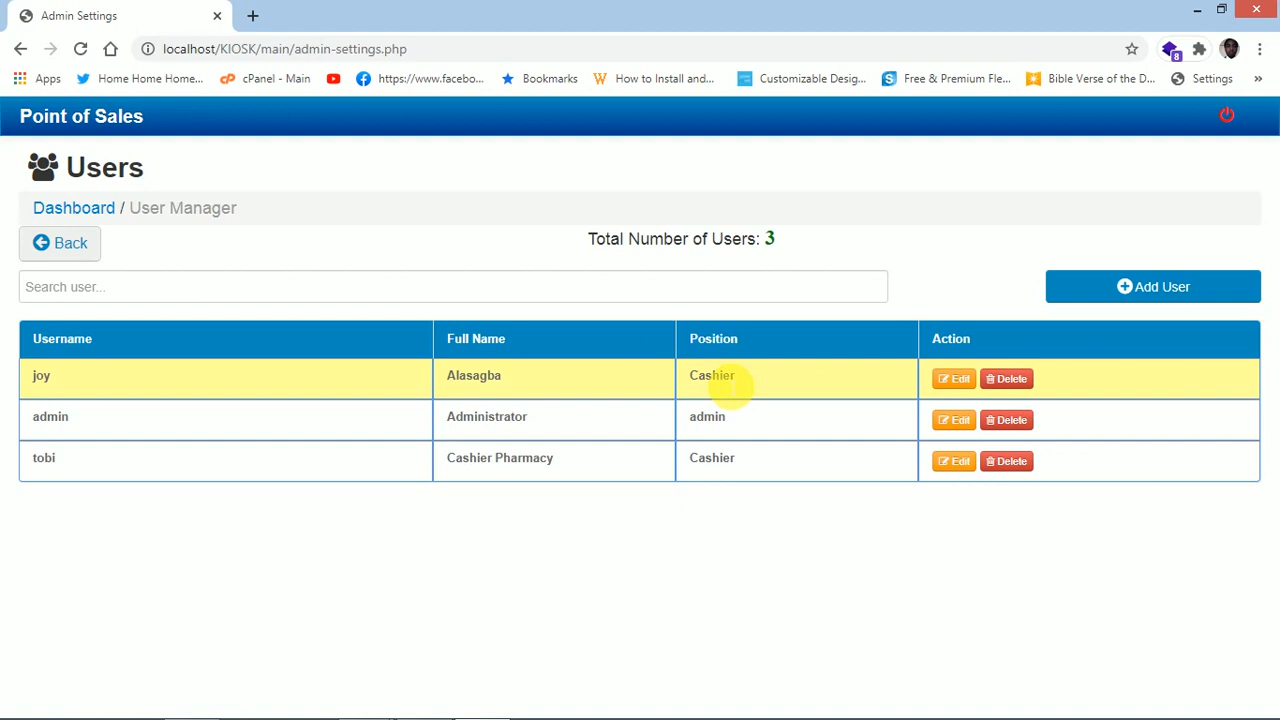 Admin Settings
localhost/KIOSK/main/admin-settings.php
8
Apps Home Home Home... cPanel - Main https://www.facebo... Bookmarks How to Install and... Customizable Desig... Free & Premium Fle... Bible Verse of the D... Settings »
Point of Sales
Users
Dashboard / User Manager
Back
Total Number of Users: 3
Search user...
Add User
Username Full Name Position Action
joy Alasagba Cashier Edit Delete
admin Administrator admin Edit Delete
tobi Cashier Pharmacy Cashier Edit Delete